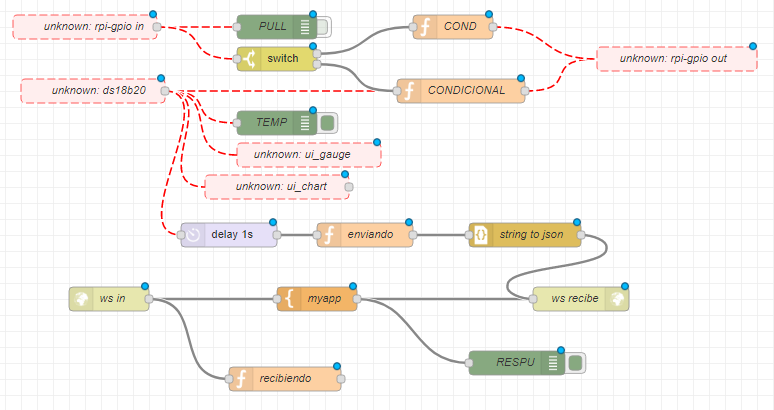 unknown: rpi-gpio in
PULL
COND
switch
unknown: rpi-gpio out
unknown: ds18b20
CONDICIONAL
TEMP
unknown: ui_gauge
unknown: ui_chart
delay 1s
enviando
string to json
ws in
myapp
ws recibe
RESPU
recibiendo